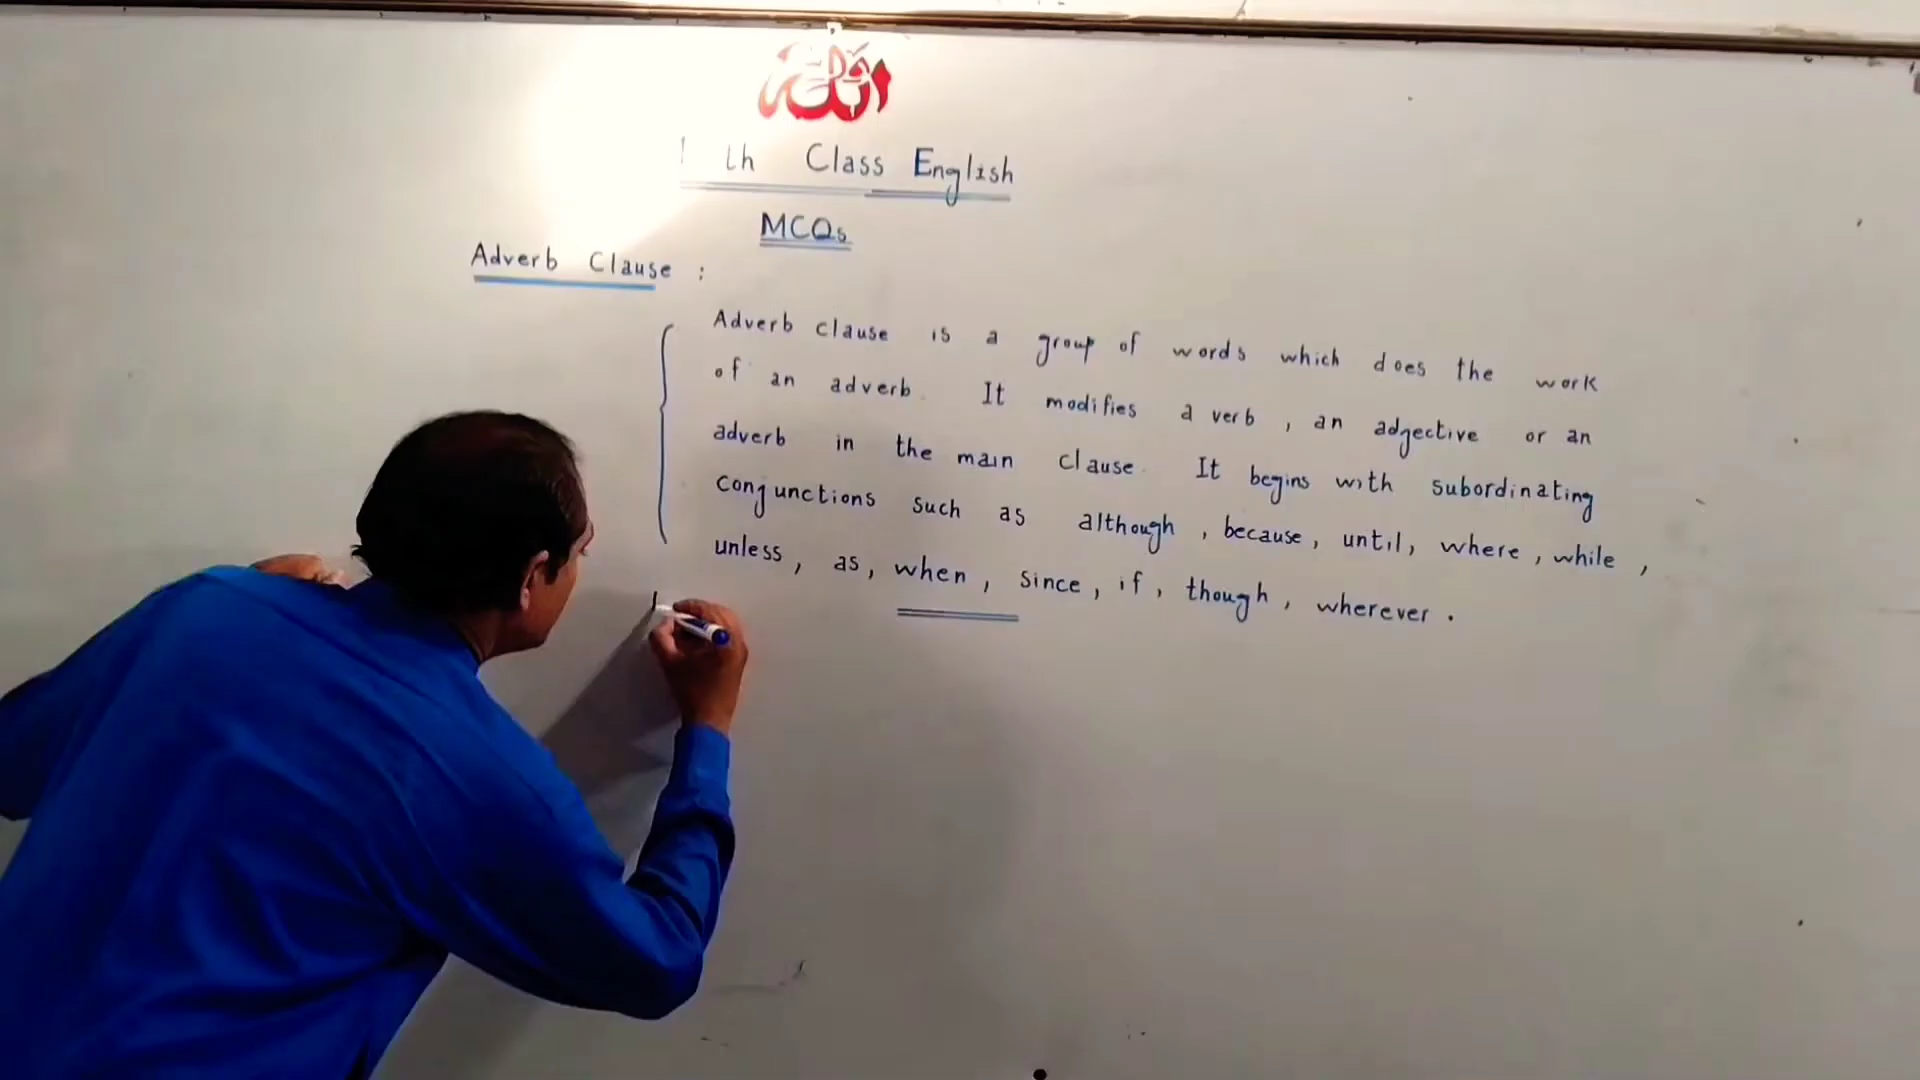 الله
th Class English
MCQs
Adverb Clause :
Adverb clause is a group of words which does the work
of an adverb. It modifies a verb, an adjective or an
adverb in the main clause. It begins with subordinating
conjunctions such as although, because, until, where, while,
unless, as, when, since, if, though, wherever.